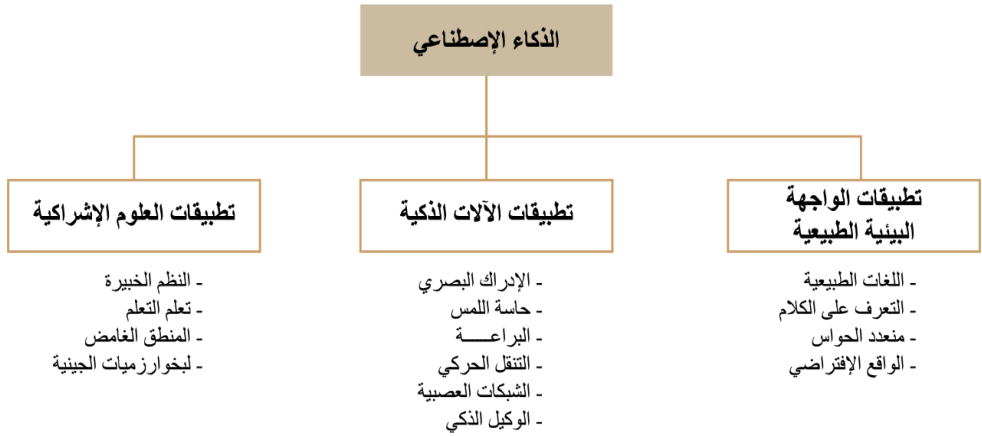 الذكاء الإصطناعي
تطبيقات الواجهة
البيئية الطبيعية
- اللغات الطبيعية
- التعرف على الكلام
- متعدد الحواس
- الواقع الإفتراضي
تطبيقات الآلات الذكية
- الإدراك البصري
- حاسة اللمس
- البراعـــــة
- التنقل الحركي
- الشبكات العصبية
- الوكيل الذكي
تطبيقات العلوم الإشراكية
- النظم الخبيرة
- تعلم التعلم
- المنطق الغامض
- لبخوارزميات الجينية